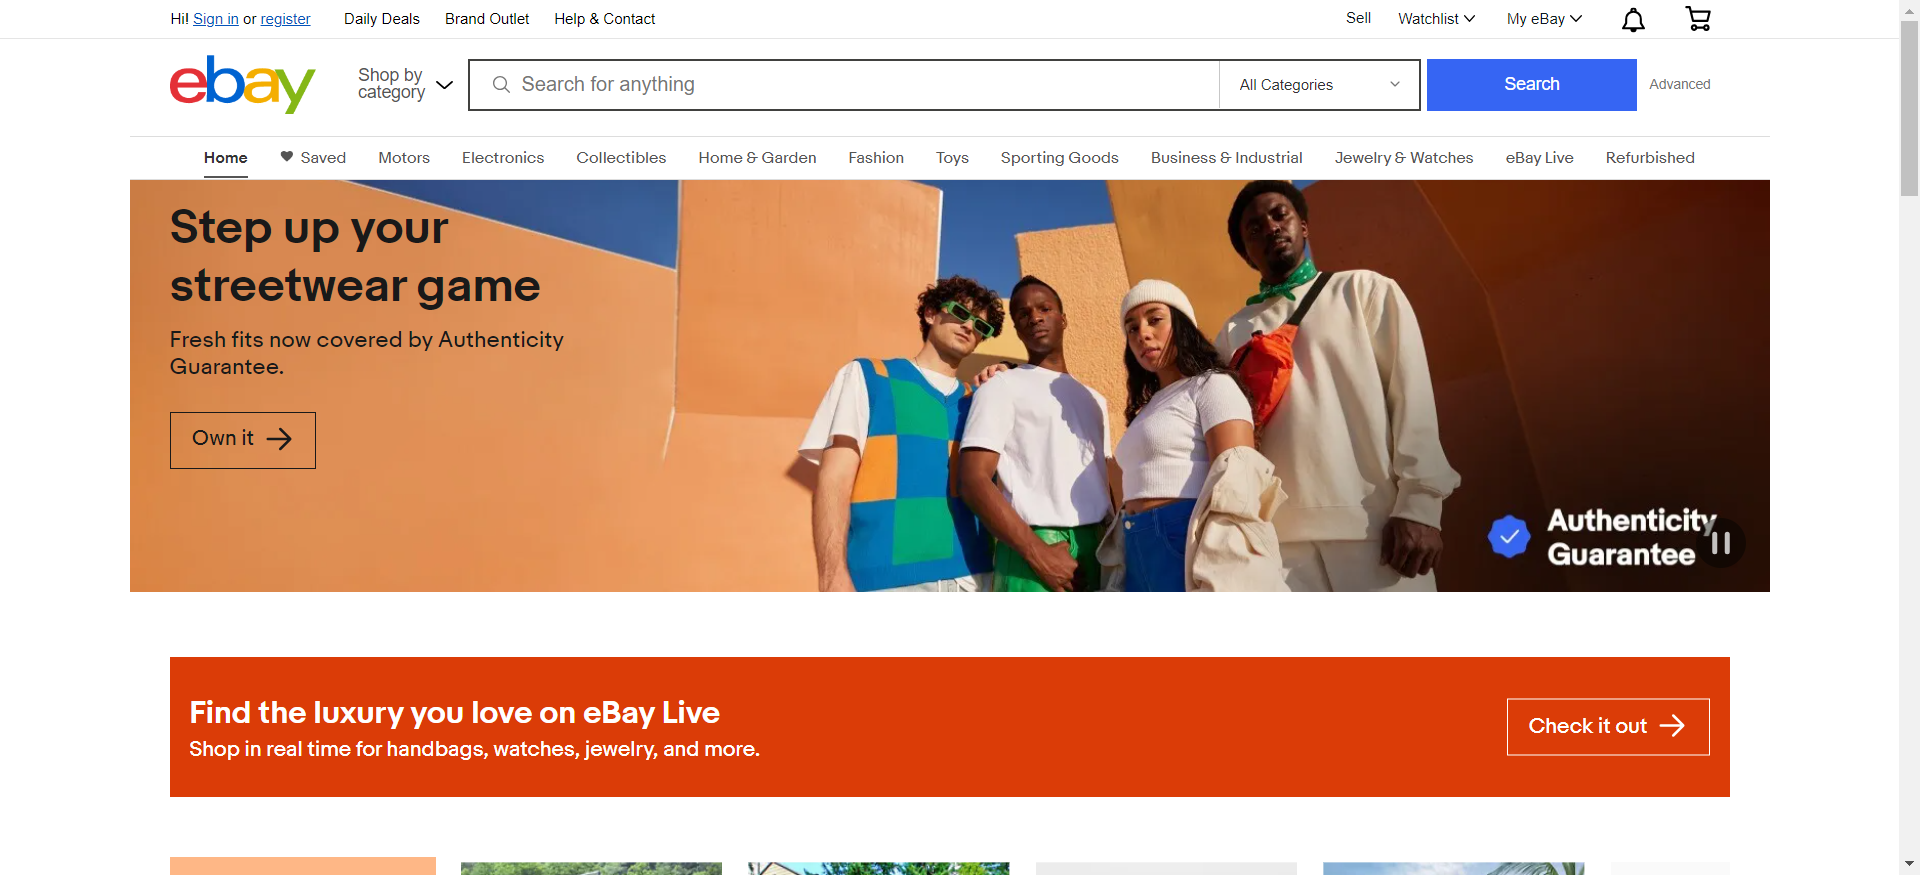 Hi! Sign in or register Daily Deals Brand Outlet Help & Contact Sell Watchlist My eBay
ebay Shop by category Search for anything All Categories Search Advanced
Home Saved Motors Electronics Collectibles Home & Garden Fashion Toys Sporting Goods Business & Industrial Jewelry & Watches eBay Live Refurbished
Step up your
streetwear game
Fresh fits now covered by Authenticity
Guarantee.
Own it
Authenticity
Guarantee
Find the luxury you love on eBay Live
Shop in real time for handbags, watches, jewelry, and more.
Check it out